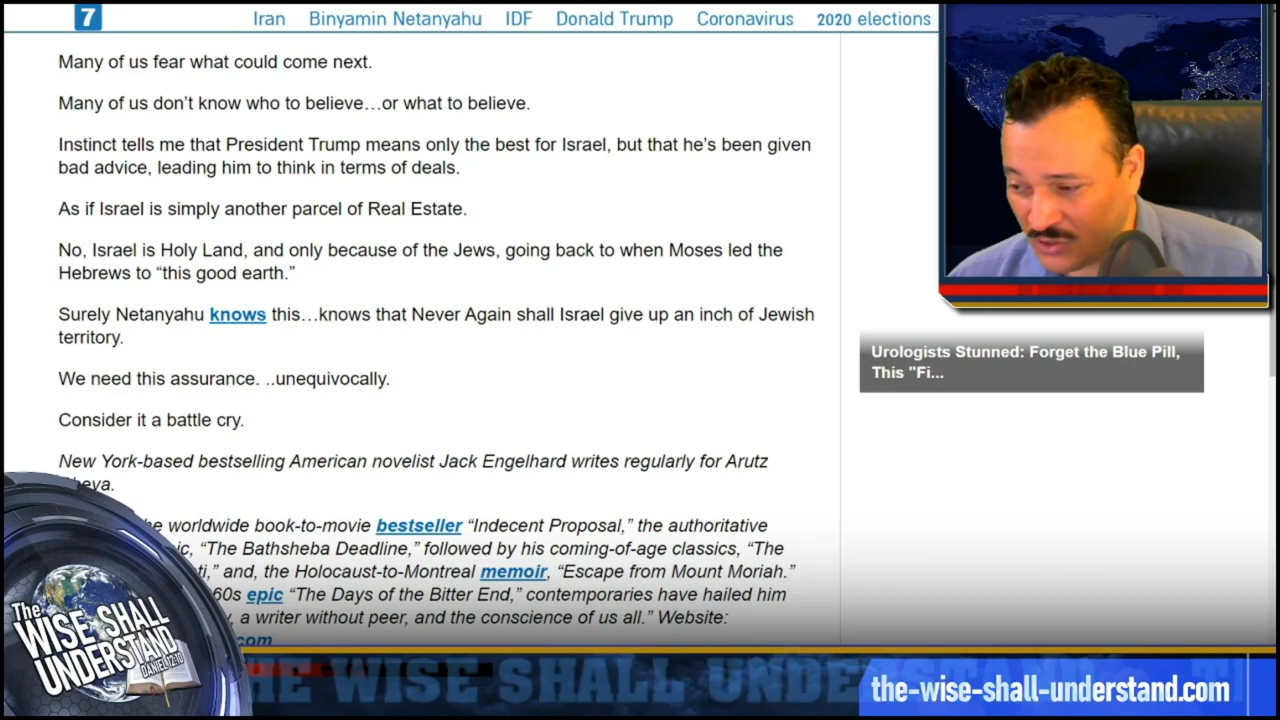 7
Iran Binyamin Netanyahu IDF Donald Trump Coronavirus 2020 elections
Many of us fear what could come next.
Many of us don’t know who to believe…or what to believe.
Instinct tells me that President Trump means only the best for Israel, but that he’s been given
bad advice, leading him to think in terms of deals.
As if Israel is simply another parcel of Real Estate.
No, Israel is Holy Land, and only because of the Jews, going back to when Moses led the
Hebrews to “this good earth.”
Surely Netanyahu knows this…knows that Never Again shall Israel give up an inch of Jewish
territory.
We need this assurance. ..unequivocally.
Consider it a battle cry.
New York-based bestselling American novelist Jack Engelhard writes regularly for Arutz
worldwide book-to-movie bestseller “Indecent Proposal,” the authoritative
“The Bathsheba Deadline,” followed by his coming-of-age classics, “The
and, the Holocaust-to-Montreal memoir, “Escape from Mount Moriah.”
60s epic “The Days of the Bitter End,” contemporaries have hailed him
a writer without peer, and the conscience of us all.” Website:
com
Urologists Stunned: Forget the Blue Pill,
This "Fi...
The
WISE SHALL
UNDERSTAND
DANIEL 12:10
THE WISE SHALL UNDERSTAND
the-wise-shall-understand.com